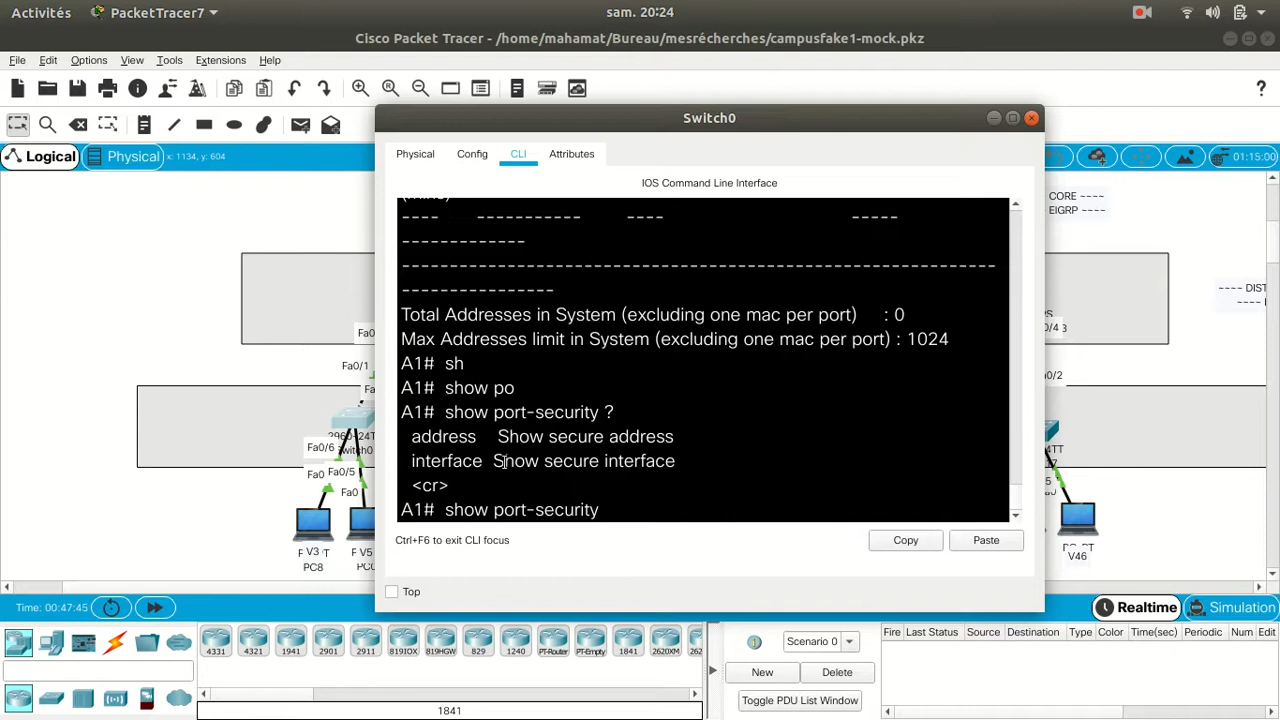 Activités
PacketTracer7
sam. 20:24
Cisco Packet Tracer - /home/mahamat/Bureau/mesrécherches/campusfake1-mock.pkz
File Edit Options View Tools Extensions Help
Logical
Physical
x: 1134, y: 604
01:15:00
Switch0
Physical Config CLI Attributes
IOS Command Line Interface
---- ----------- ---- -----
-------------
--------------------------------------------------------------------
----------------
Total Addresses in System (excluding one mac per port) : 0
Max Addresses limit in System (excluding one mac per port) : 1024
A1# sh
A1# show po
A1# show port-security ?
address Show secure address
interface Show secure interface
<cr>
A1# show port-security
Ctrl+F6 to exit CLI focus
Copy
Paste
Top
CORE ----
EIGRP ----
---- DIST
Fa0/1
Fa0/6
Fa0/5
Fa0
Fa0
V3
PC8
V5
Fa0/2
V46
Time: 00:47:45
Realtime
Simulation
4331 4321 1941 2901 2911 819IOX 819HGW 829 1240 PT-Router PT-Empty 1841 2620XM
1841
Scenario 0
New
Delete
Toggle PDU List Window
Fire Last Status Source Destination Type Color Time(sec) Periodic Num Edit